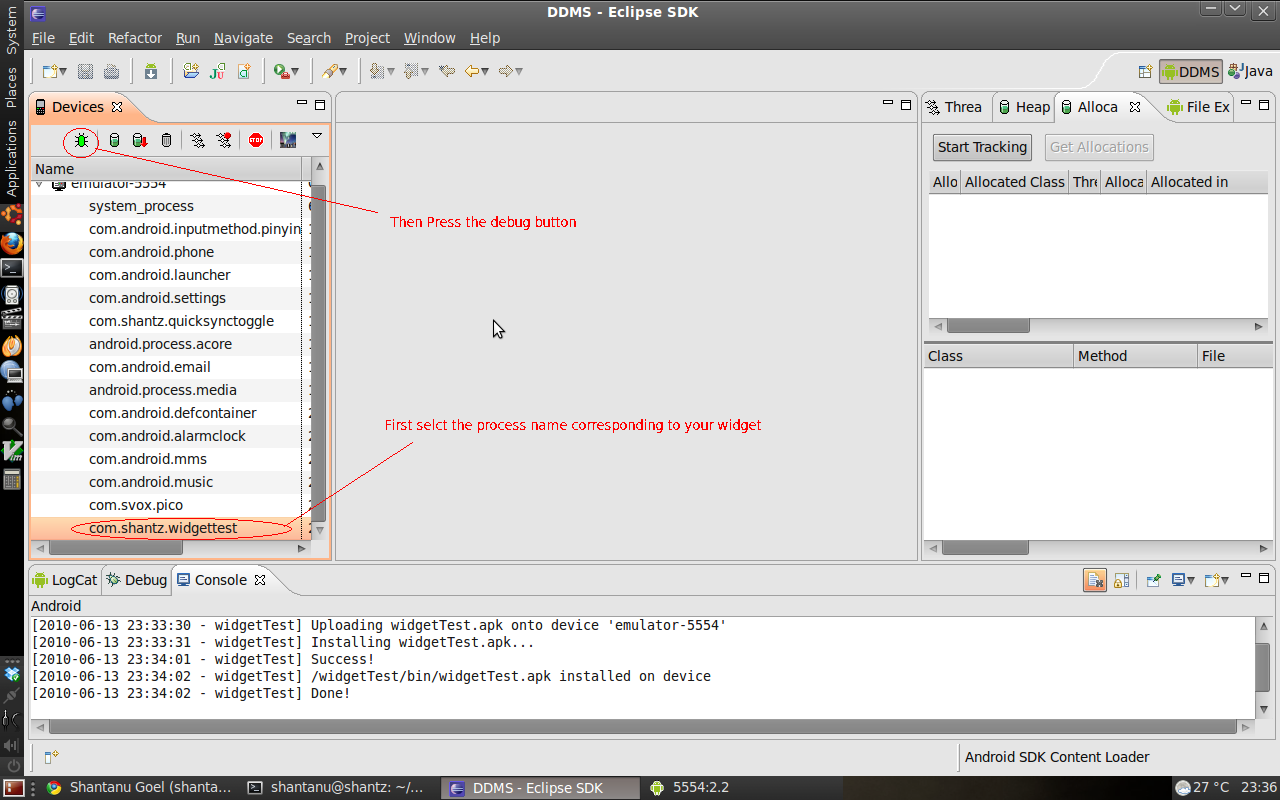 DDMS - Eclipse SDK
System
Places
Applications
File Edit Refactor Run Navigate Search Project Window Help
DDMS Java
Devices
Threa Heap Alloca File Ex
STOP
Start Tracking Get Allocations
Name
Allo Allocated Class Thre Alloca Allocated in
emulator-5554
system_process
com.android.inputmethod.pinyin
com.android.phone
com.android.launcher
com.android.settings
com.shantz.quicksynctoggle
android.process.acore
com.android.email
android.process.media
com.android.defcontainer
com.android.alarmclock
com.android.mms
com.android.music
com.svox.pico
com.shantz.widgettest
Then Press the debug button
First selct the process name corresponding to your widget
Class Method File
LogCat Debug Console
Android
[2010-06-13 23:33:30 - widgetTest] Uploading widgetTest.apk onto device 'emulator-5554'
[2010-06-13 23:33:31 - widgetTest] Installing widgetTest.apk...
[2010-06-13 23:34:01 - widgetTest] Success!
[2010-06-13 23:34:02 - widgetTest] /widgetTest/bin/widgetTest.apk installed on device
[2010-06-13 23:34:02 - widgetTest] Done!
Android SDK Content Loader
Shantanu Goel (shanta... shantanu@shantz: ~/... DDMS - Eclipse SDK 5554:2.2 27 °C 23:36